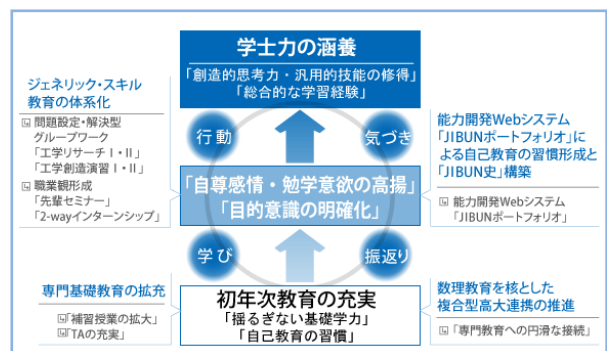 学士力の涵養
「創造的思考力・汎用的技能の修得」
「総合的な学習経験」
ジェネリック・スキル
教育の体系化
問題設定・解決型
グループワーク
「工学リサーチⅠ・Ⅱ」
「工学創造演習Ⅰ・Ⅱ」
職業観形成
「先輩セミナー」
「2-wayインターンシップ」
行動
気づき
能力開発Webシステム
「JIBUNポートフォリオ」に
よる自己教育の習慣形成と
「JIBUN史」構築
能力開発Webシステム
「JIBUNポートフォリオ」
「自尊感情・勉学意欲の高揚」
「目的意識の明確化」
学び
振返り
専門基礎教育の拡充
「補習授業の拡大」
「TAの充実」
初年次教育の充実
「揺るぎない基礎学力」
「自己教育の習慣」
数理教育を核とした
複合型高大連携の推進
「専門教育への円滑な接続」